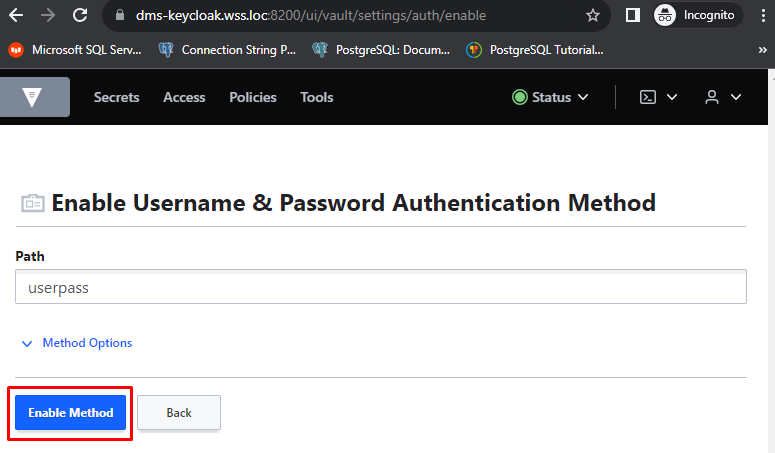 dms-keycloak.wss.loc:8200/ui/vault/settings/auth/enable Incognito
Microsoft SQL Serv... Connection String P... PostgreSQL: Docum... PostgreSQL Tutorial... »
Secrets Access Policies Tools Status
Enable Username & Password Authentication Method
Path
userpass
Method Options
Enable Method Back